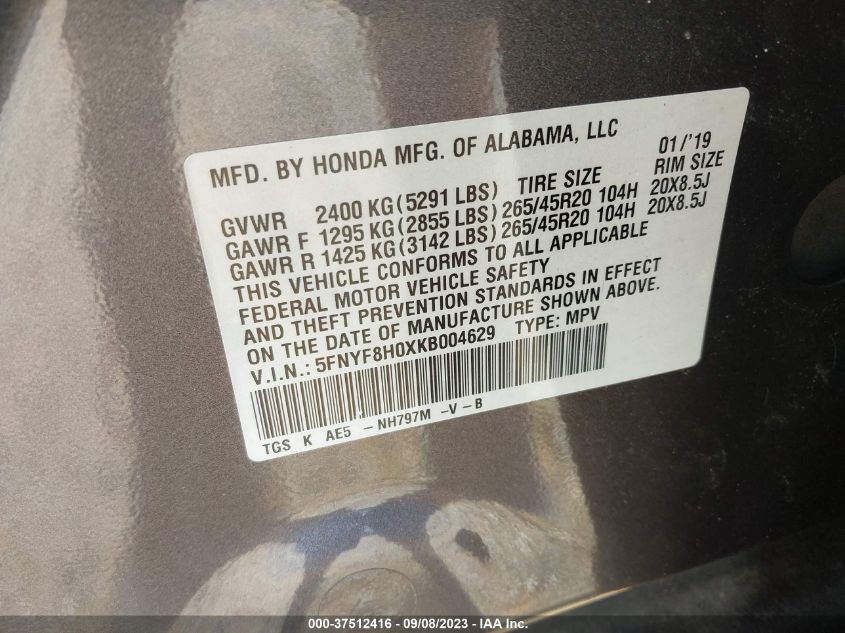 MFD. BY HONDA MFG. OF ALABAMA, LLC 01/'19
TIRE SIZE RIM SIZE
GVWR 2400 KG(5291 LBS)
GAWR F 1295 KG(2855 LBS) 265/45R20 104H 20X8.5J
GAWR R 1425 KG(3142 LBS) 265/45R20 104H 20X8.5J
THIS VEHICLE CONFORMS TO ALL APPLICABLE
FEDERAL MOTOR VEHICLE SAFETY
AND THEFT PREVENTION STANDARDS IN EFFECT
ON THE DATE OF MANUFACTURE SHOWN ABOVE.
V.I.N.: 5FNYF8H0XKB004629 TYPE: MPV
TGS K AE5 -NH797M -V-B
000-37512416 - 09/08/2023 - IAA Inc.